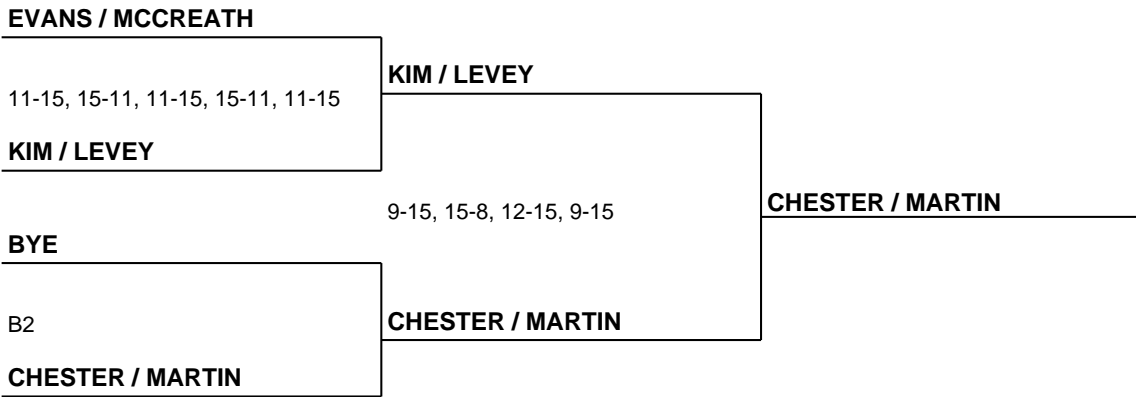 EVANS / MCCREATH
KIM / LEVEY
11-15, 15-11, 11-15, 15-11, 11-15
KIM / LEVEY
CHESTER / MARTIN
9-15, 15-8, 12-15, 9-15
BYE
CHESTER / MARTIN
B2
CHESTER / MARTIN